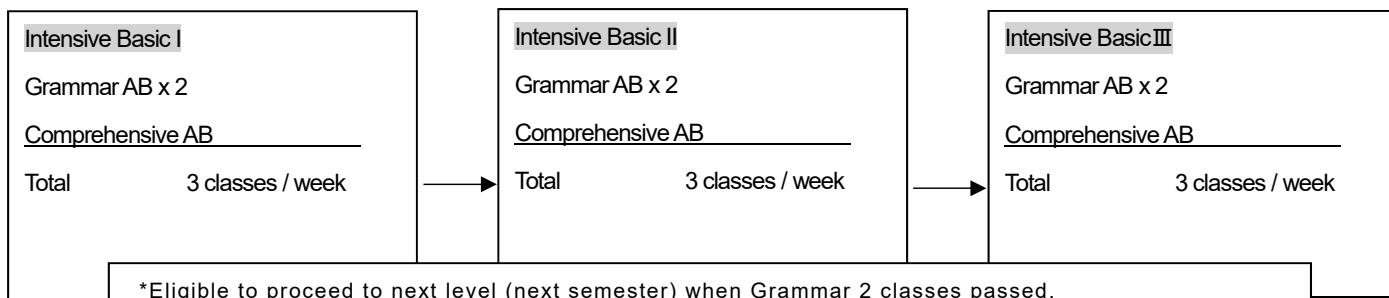 Intensive Basic I
Grammar AB x 2
Comprehensive AB
Total 3 classes / week
Intensive Basic II
Grammar AB x 2
Comprehensive AB
Total 3 classes / week
Intensive BasicⅢ
Grammar AB x 2
Comprehensive AB
Total 3 classes / week
*Eligible to proceed to next level (next semester) when Grammar 2 classes passed.